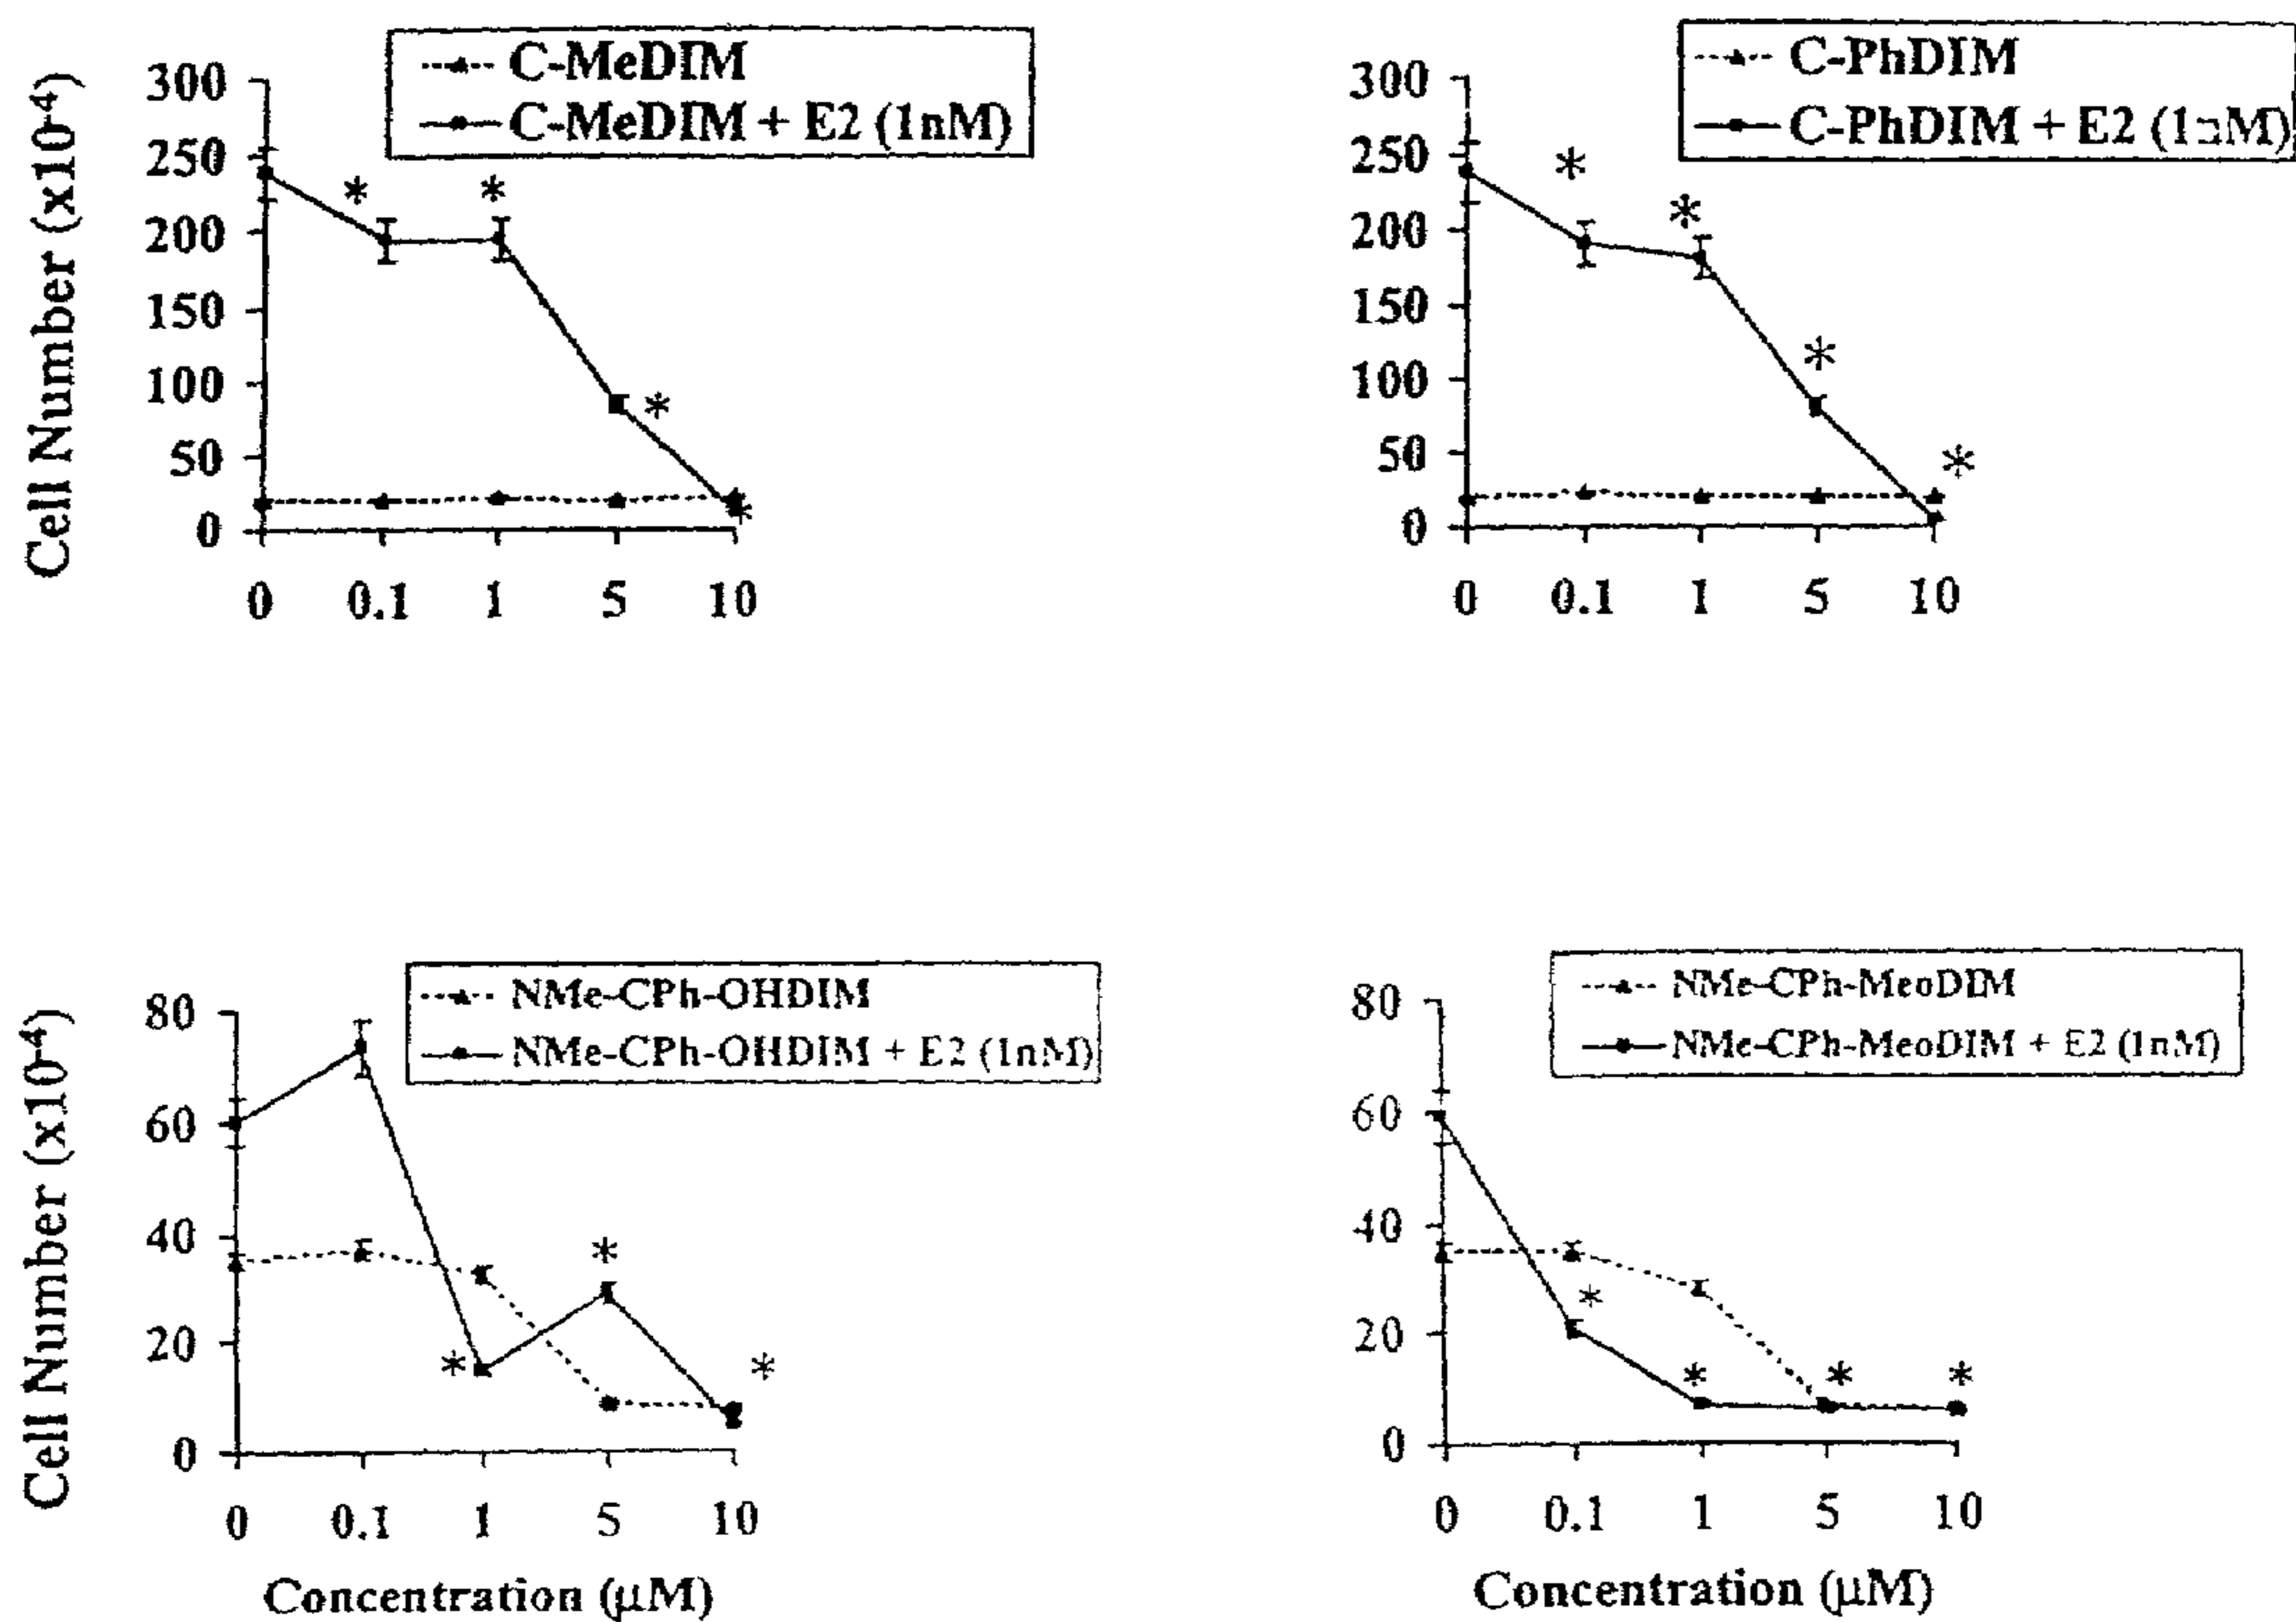 C-MeDIM
C-MeDIM + E2 (1nM)
Cell Number (x10-4)
300
250
200
150
100
50
0
* * * *
0 0.1 1 5 10
C-PhDIM
C-PhDIM + E2 (1nM)
300
250
200
150
100
50
0
* * * *
0 0.1 1 5 10
NMe-CPh-OHDIM
NMe-CPh-OHDIM + E2 (1nM)
Cell Number (x10-4)
80
60
40
20
0
* * *
0 0.1 1 5 10
Concentration (μM)
NMe-CPh-MeoDIM
NMe-CPh-MeoDIM + E2 (1nM)
80
60
40
20
0
* * * *
0 0.1 1 5 10
Concentration (μM)